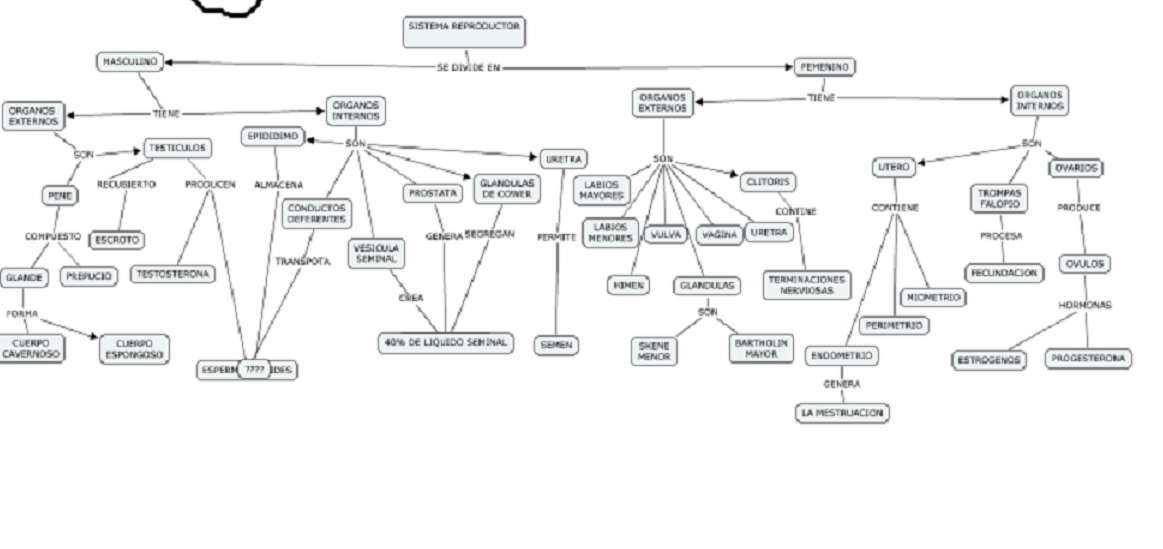 SISTEMA REPRODUCTOR
SE DIVIDE EN
MASCULINO
FEMENINO
TIENE
ORGANOS
EXTERNOS
ORGANOS
INTERNOS
SON
TESTICULOS
PENE
RECUBIERTO
PRODUCEN
COMPUESTO
ESCROTO
GLANDE
PREPUCIO
TESTOSTERONA
FORMA
CUERPO
CAVERNOSO
CUERPO
ESPONGOSO
EPIDIDIMO
SON
URETRA
ALMACENA
CONDUCTOS
DEFERENTES
PROSTATA
GLANDULAS
DE COWER
TRANSPOTA
VESICULA
SEMINAL
GENERA
SEGREGAN
PERMITE
CREA
40% DE LIQUIDO SEMINAL
SEMEN
ESPERM
????
IDES
TIENE
ORGANOS
EXTERNOS
ORGANOS
INTERNOS
SON
LABIOS
MAYORES
CLITORIS
LABIOS
MENORES
VULVA
VAGINA
URETRA
CONTINE
HIMEN
GLANDULAS
TERMINACIONES
NERVIOSAS
SON
SKENE
MENOR
BARTHOLIN
MAYOR
SON
UTERO
OVARIOS
TROMPAS
FALOPIO
CONTIENE
PRODUCE
PROCESA
FECUNDACION
OVULOS
MIOMETRIO
HORMONAS
PERIMETRIO
ENDOMETRIO
ESTROGENOS
PROGESTERONA
GENERA
LA MESTRUACION